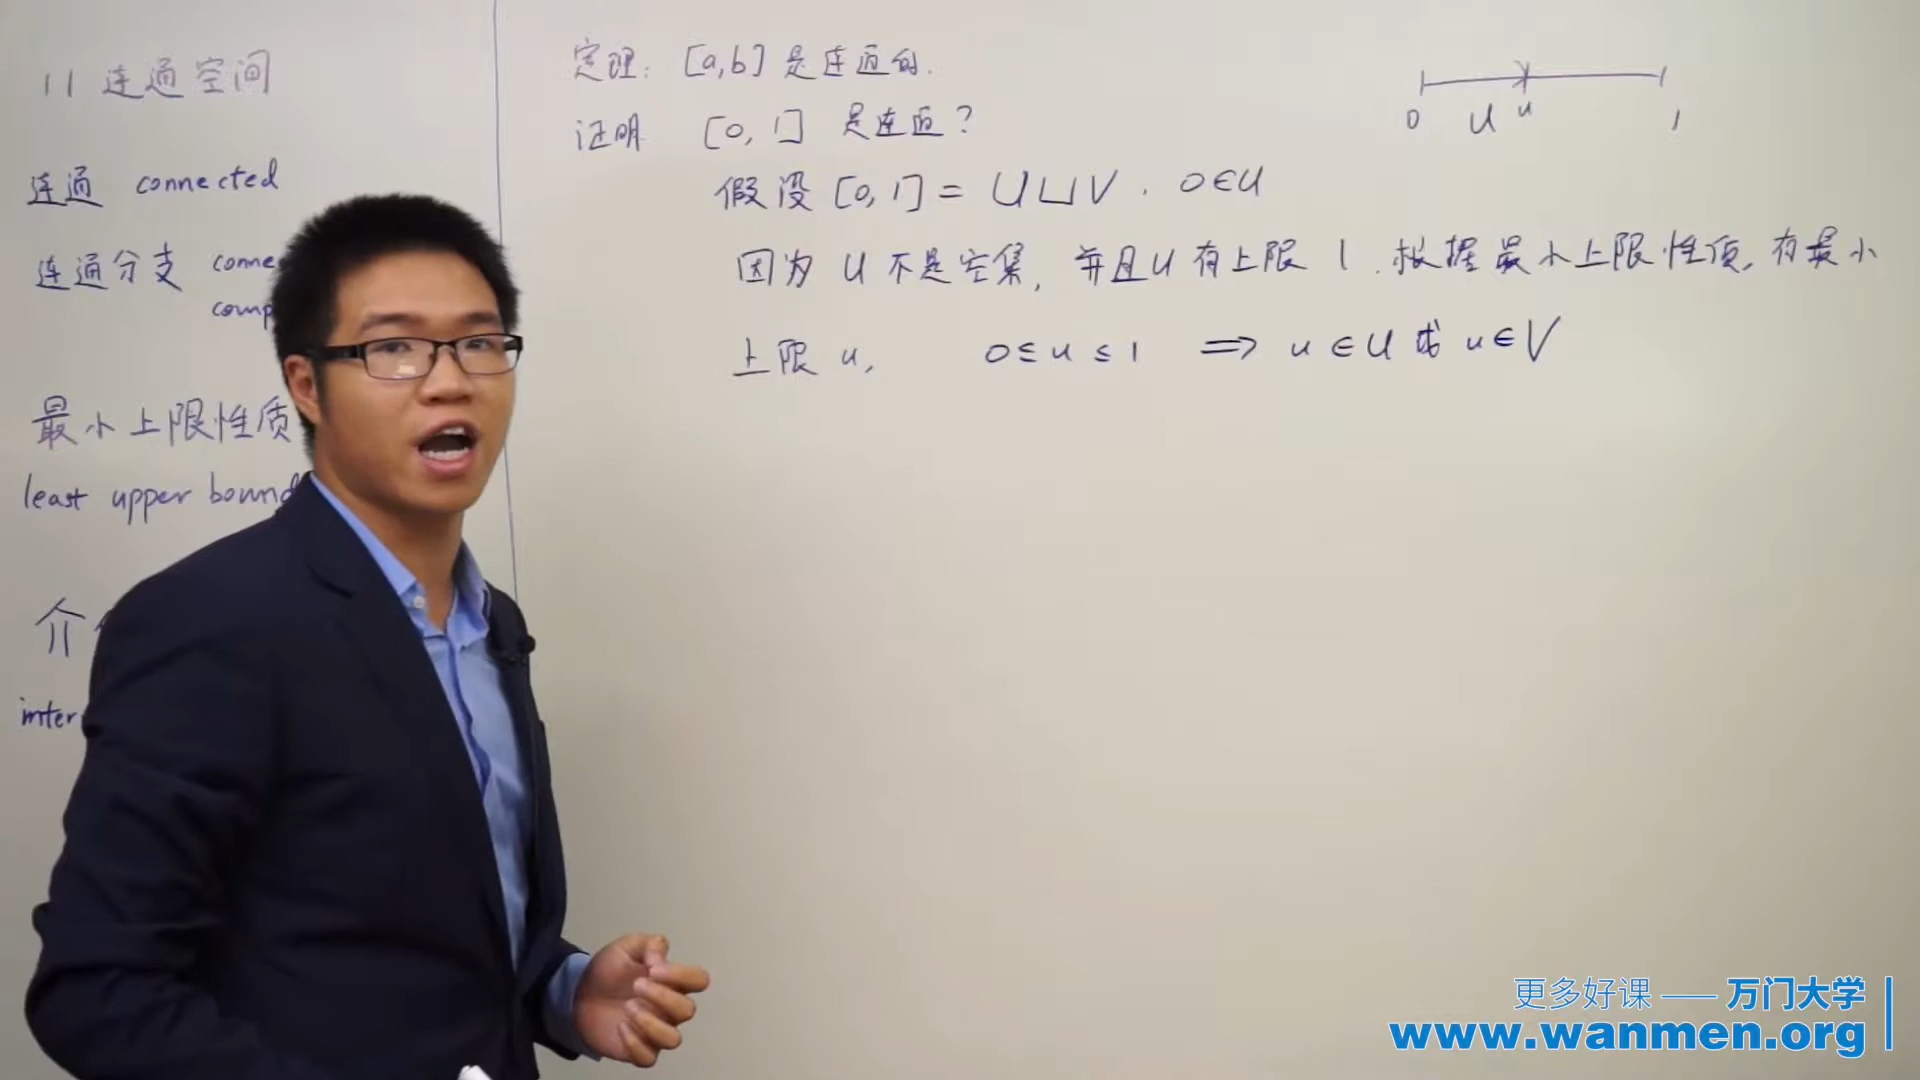 11 连通空间
连通 connected
连通分支 conne
comp
最小上限性质
least upper bound
介
inter
定理: [a,b] 是连通的.
证明 [0, 1] 是连通?
假设 [0,1] = U⊔V. 0∈U
因为 U 不是空集, 并且 U 有上限 1. 根据最小上限性质, 有最小
上限 u, 0≤u≤1 ⇒ u∈U 或 u∈V
0 U u 1
更多好课 —— 万门大学
www.wanmen.org